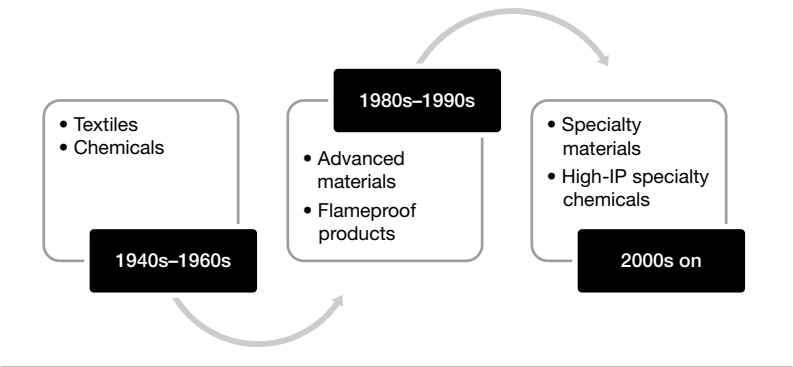 • Textiles
• Chemicals
1940s–1960s
1980s–1990s
• Advanced
materials
• Flameproof
products
• Specialty
materials
• High-IP specialty
chemicals
2000s on